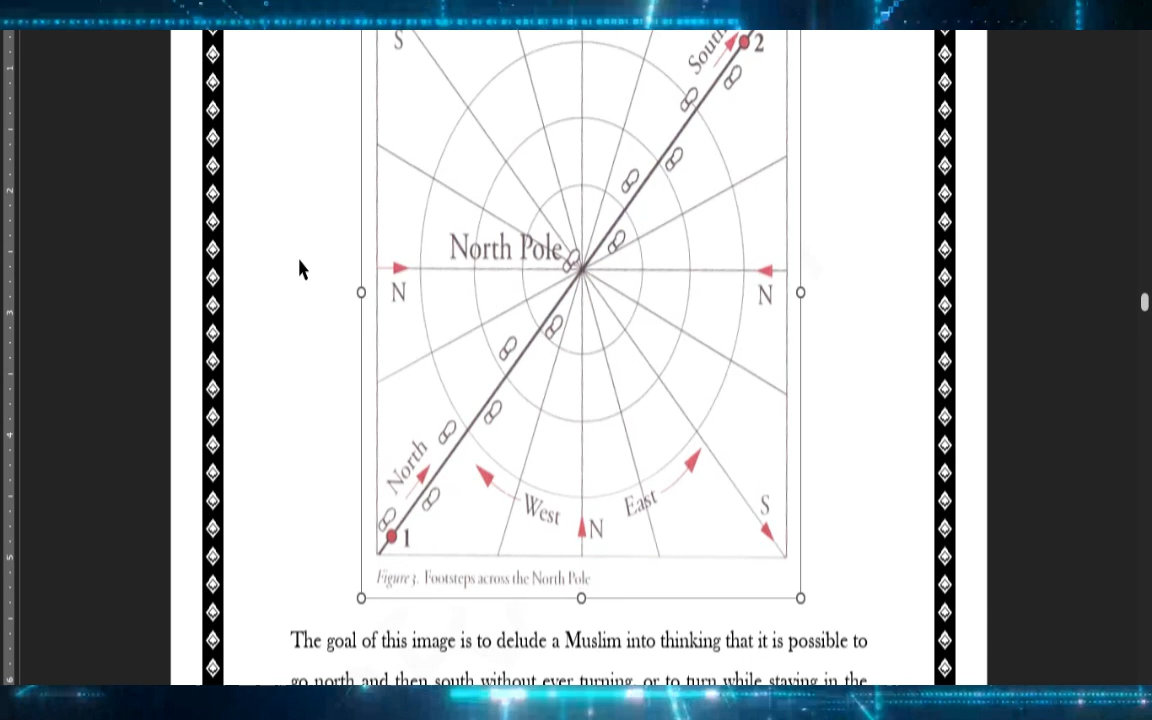 S
South
2
North Pole
N
N
North
West
East
S
N
1
Figure 3. Footsteps across the North Pole
The goal of this image is to delude a Muslim into thinking that it is possible to
go north and then south without ever turning, or to turn while staying in the